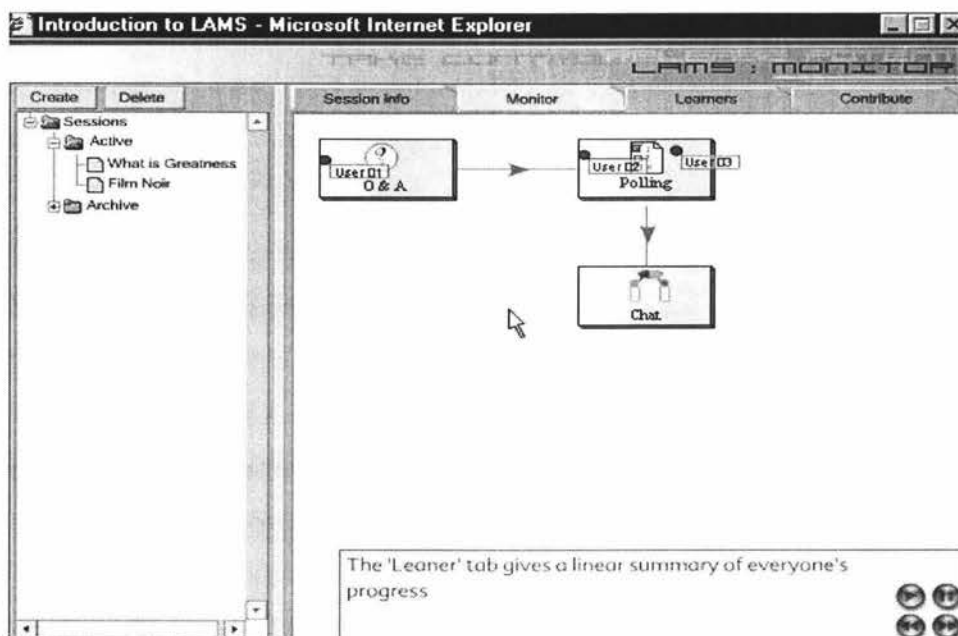 Introduction to LAMS - Microsoft Internet Explorer
LAMS : MONITOR
Create Delete
Session Info Monitor Learners Contribute
Sessions
Active
What is Greatness
Film Noir
Archive
User 01
Q & A
User 02 User 03
Polling
Chat
The 'Leaner' tab gives a linear summary of everyone's
progress